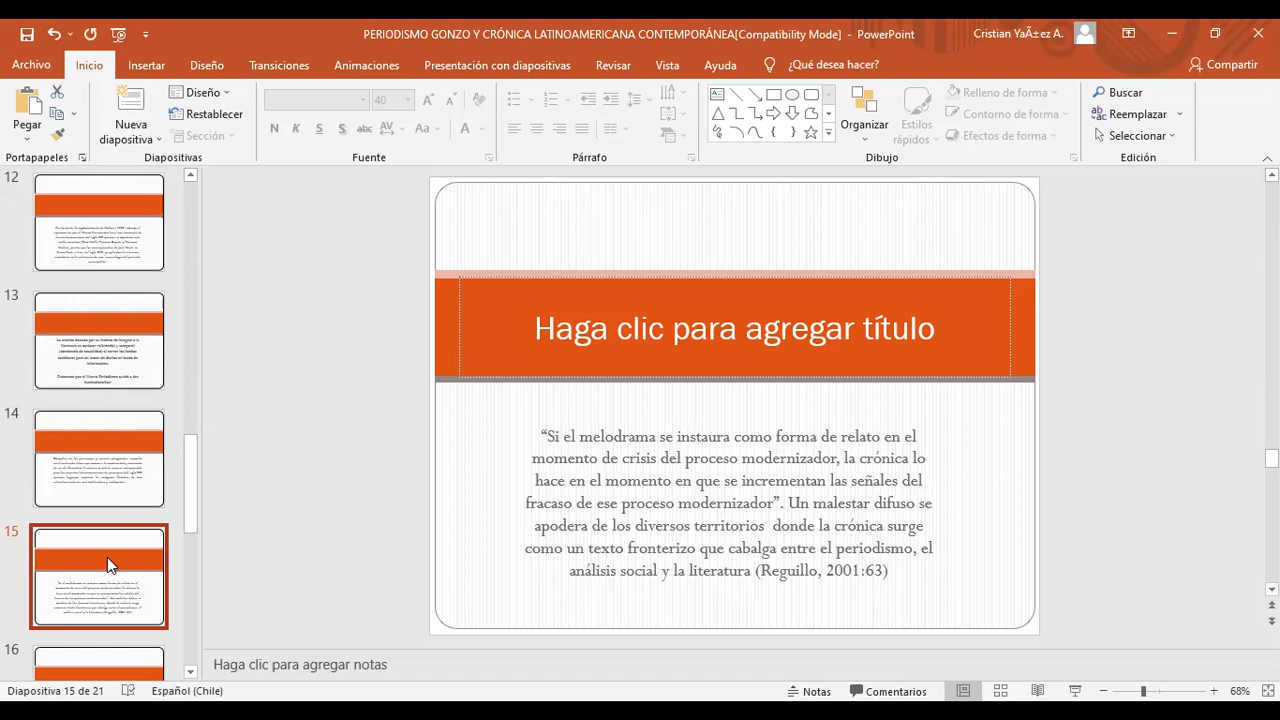 PERIODISMO GONZO Y CRÓNICA LATINOAMERICANA CONTEMPORÁNEA[Compatibility Mode] - PowerPoint
Cristian YaÃ±ez A.
Archivo
Inicio
Insertar
Diseño
Transiciones
Animaciones
Presentación con diapositivas
Revisar
Vista
Ayuda
¿Qué desea hacer?
Compartir
Pegar
Nueva
diapositiva
Diseño
Restablecer
Sección
40
N K S abc AV Aa A
Organizar
Estilos
rápidos
Relleno de forma
Contorno de forma
Efectos de forma
Buscar
Reemplazar
Seleccionar
Portapapeles
Diapositivas
Fuente
Párrafo
Dibujo
Edición
12
13
14
15
16
Haga clic para agregar título
“Si el melodrama se instaura como forma de relato en el
momento de crisis del proceso modernizador, la crónica lo
hace en el momento en que se incrementan las señales del
fracaso de ese proceso modernizador”. Un malestar difuso se
apodera de los diversos territorios donde la crónica surge
como un texto fronterizo que cabalga entre el periodismo, el
análisis social y la literatura (Reguillo, 2001:63)
Haga clic para agregar notas
Diapositiva 15 de 21
Español (Chile)
Notas
Comentarios
68%